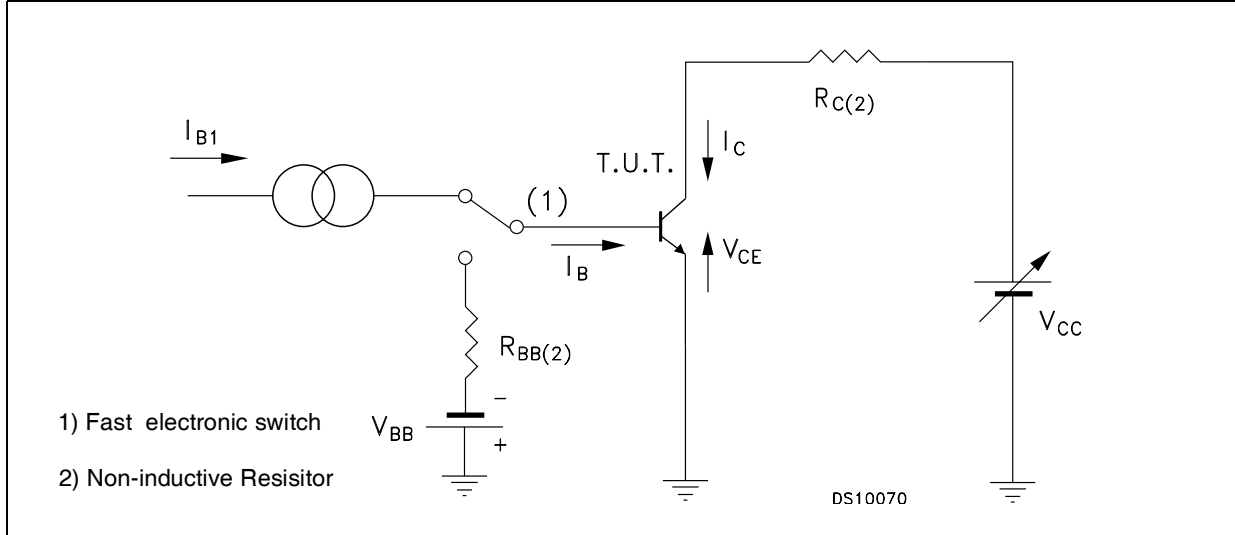 I_B1
(1)
I_B
T.U.T.
I_C
V_CE
R_C(2)
V_CC
R_BB(2)
V_BB
−
+
1) Fast electronic switch
2) Non-inductive Resisitor
DS10070